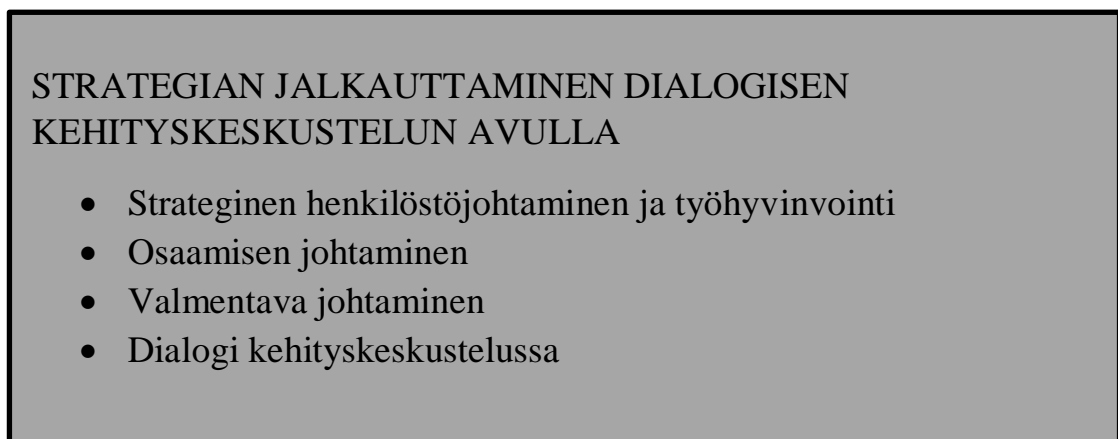 STRATEGIAN JALKAUTTAMINEN DIALOGISEN
KEHITYSKESKUSTELUN AVULLA
• Strateginen henkilöstöjohtaminen ja työhyvinvointi
• Osaamisen johtaminen
• Valmentava johtaminen
• Dialogi kehityskeskustelussa